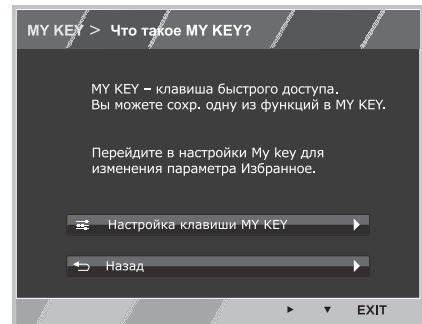 MY KEY > Что такое MY KEY?
MY KEY – клавиша быстрого доступа.
Вы можете сохр. одну из функций в MY KEY.
Перейдите в настройки My key для
изменения параметра Избранное.
Настройка клавиши MY KEY
Назад
EXIT